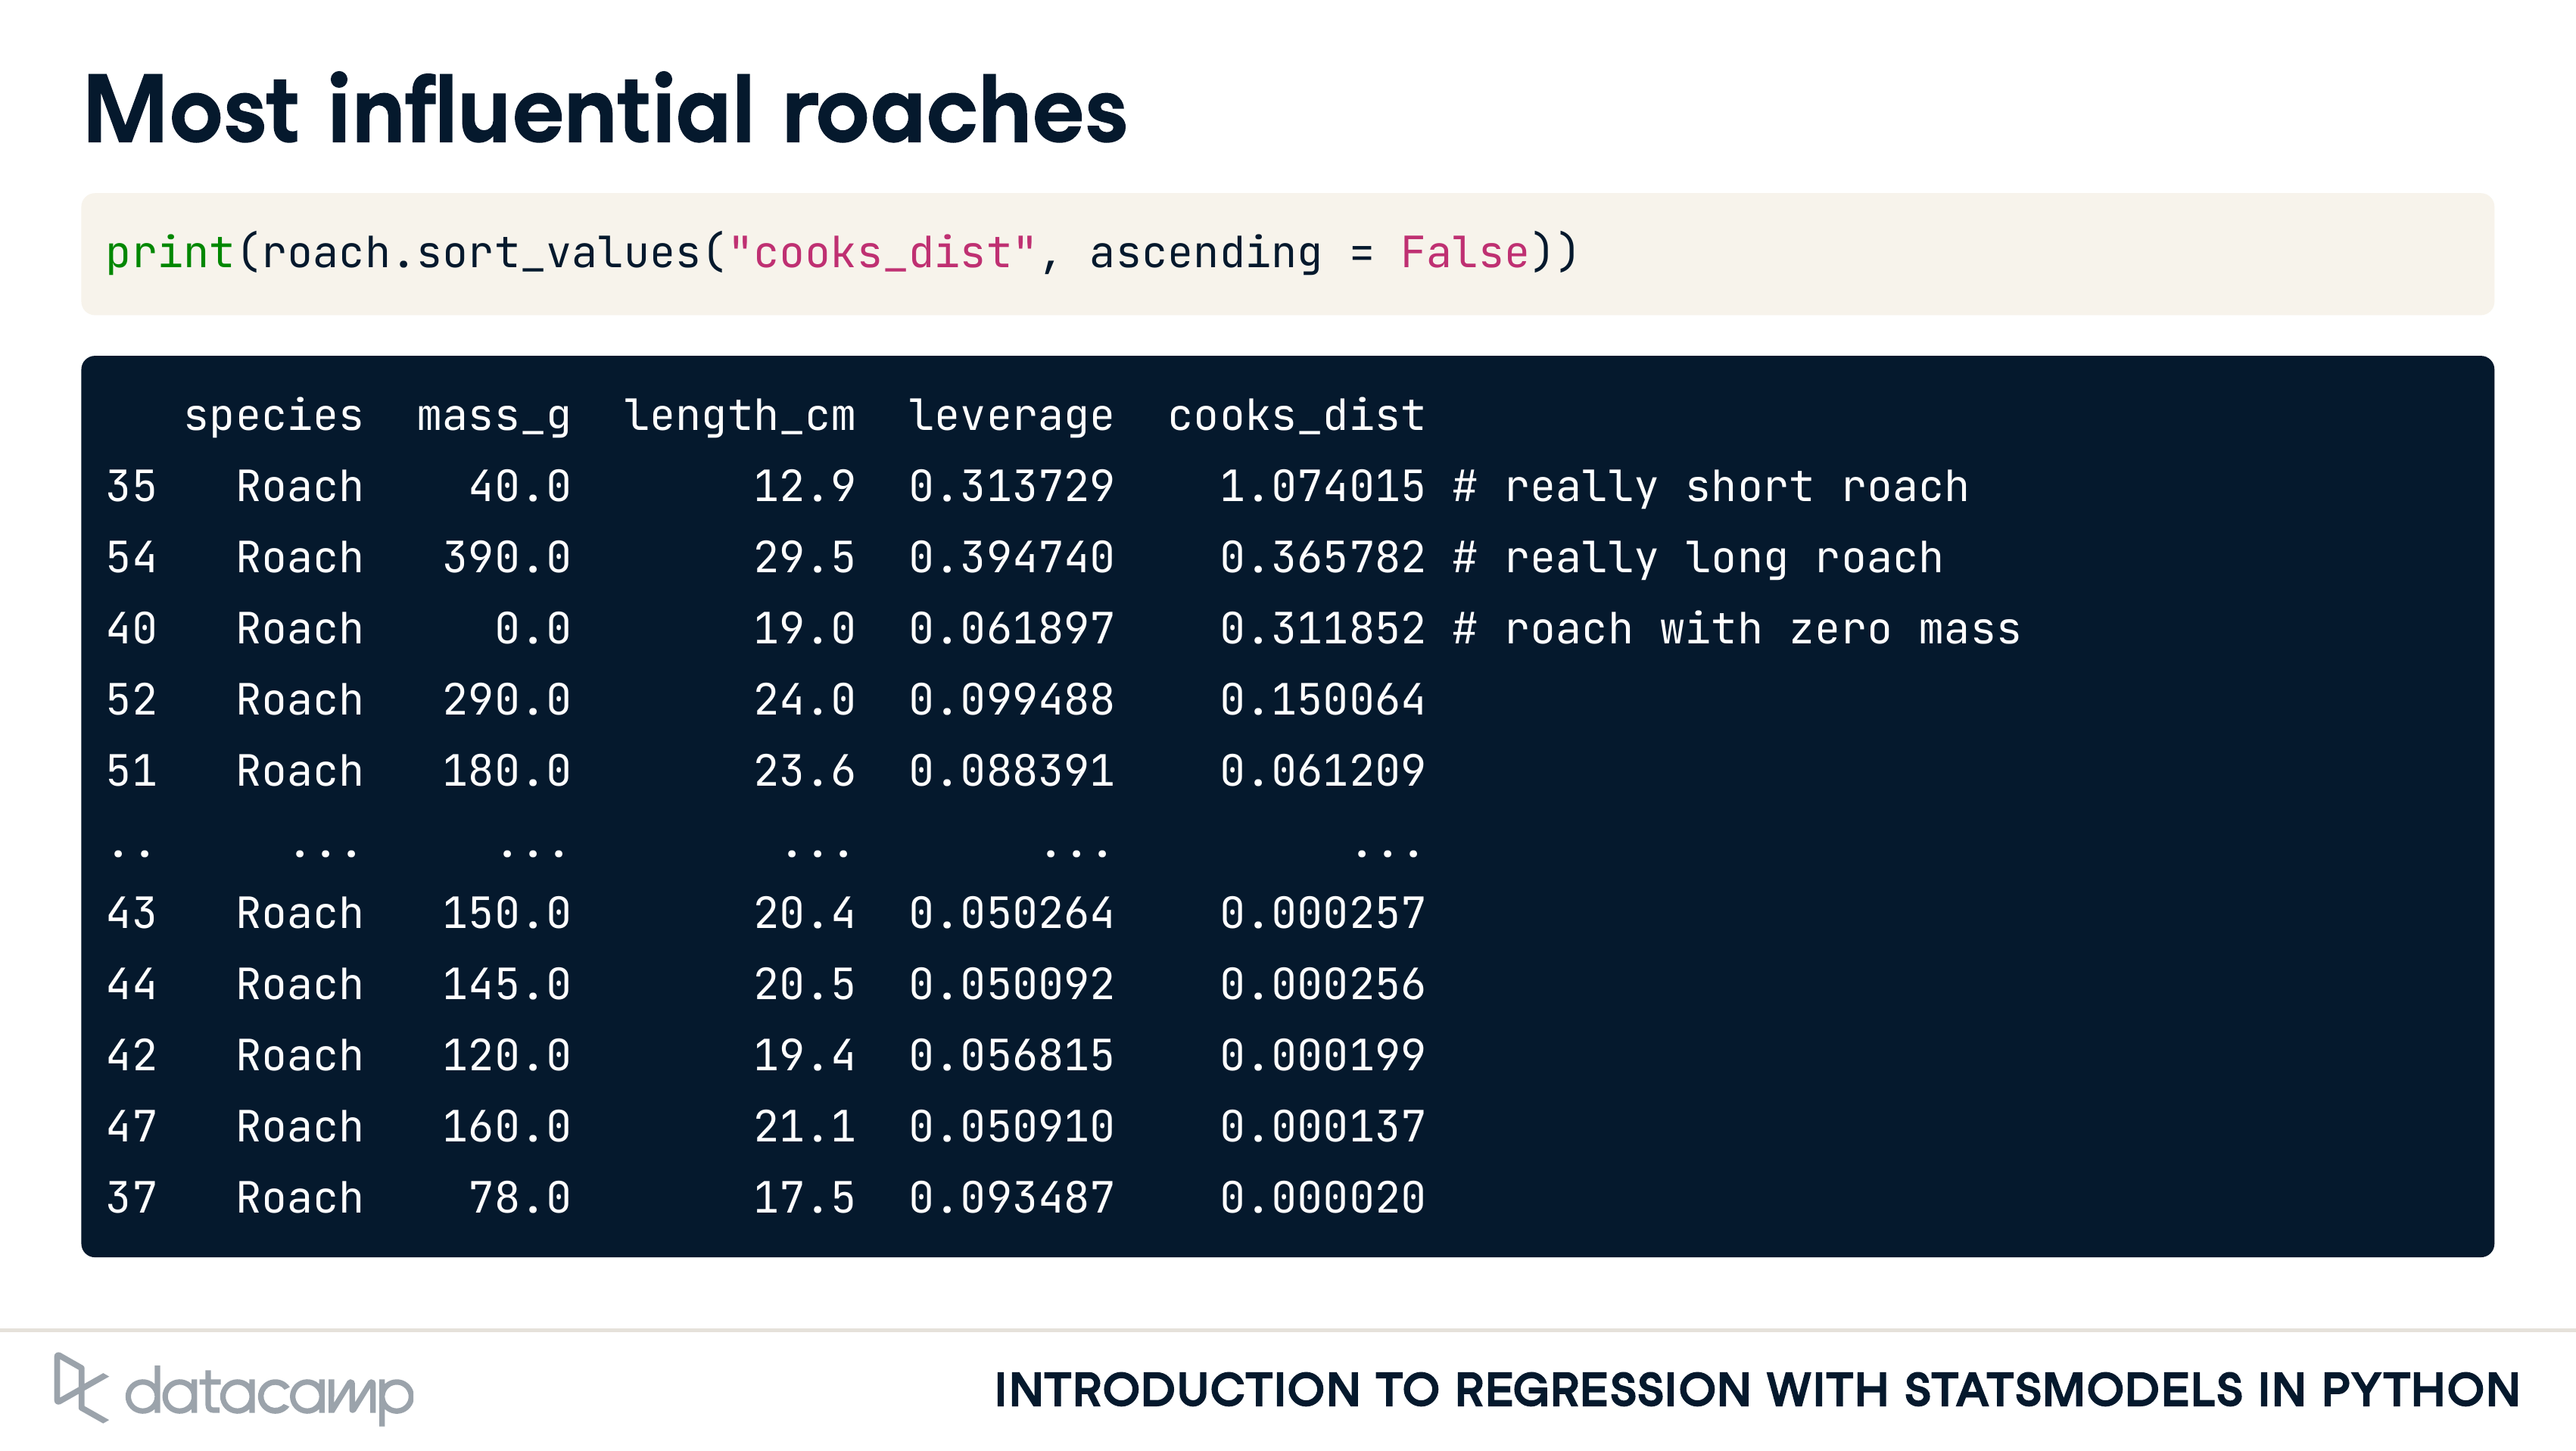 Most influential roaches
print(roach.sort_values("cooks_dist", ascending = False))
species mass_g length_cm leverage cooks_dist
35 Roach 40.0 12.9 0.313729 1.074015 # really short roach
54 Roach 390.0 29.5 0.394740 0.365782 # really long roach
40 Roach 0.0 19.0 0.061897 0.311852 # roach with zero mass
52 Roach 290.0 24.0 0.099488 0.150064
51 Roach 180.0 23.6 0.088391 0.061209
.. ... ... ... ... ...
43 Roach 150.0 20.4 0.050264 0.000257
44 Roach 145.0 20.5 0.050092 0.000256
42 Roach 120.0 19.4 0.056815 0.000199
47 Roach 160.0 21.1 0.050910 0.000137
37 Roach 78.0 17.5 0.093487 0.000020
datacamp
INTRODUCTION TO REGRESSION WITH STATSMODELS IN PYTHON